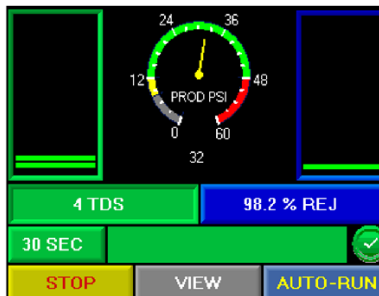 24 36
12 48
PROD PSI
0 60
32
4 TDS 98.2 % REJ
30 SEC
STOP VIEW AUTO-RUN